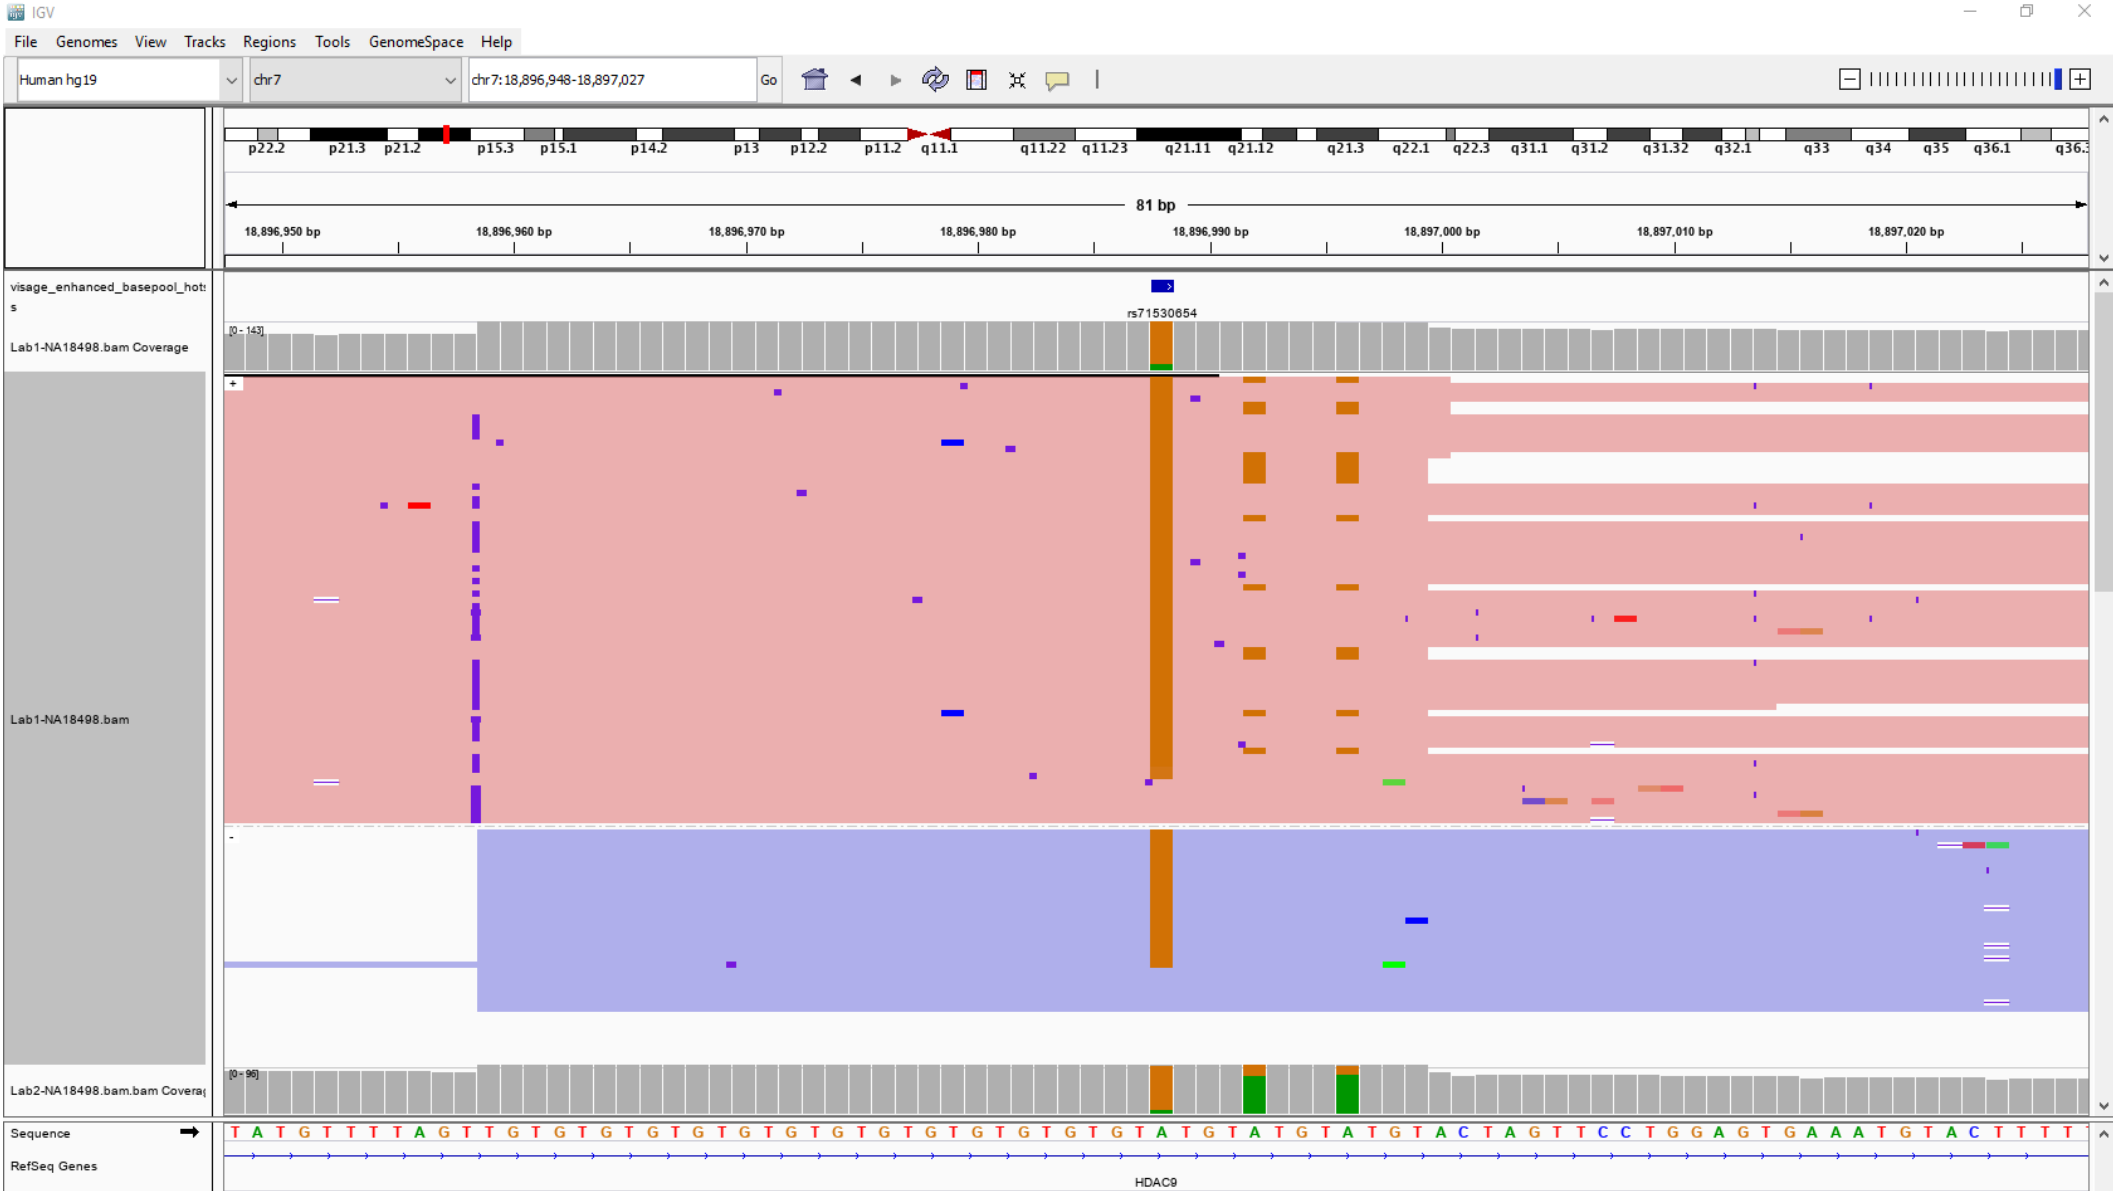 IGV
File Genomes View Tracks Regions Tools GenomeSpace Help
Human hg19 chr7 chr7:18,896,948-18,897,027 Go
p22.2 p21.3 p21.2 p15.3 p15.1 p14.2 p13 p12.2 p11.2 q11.1 q11.22 q11.23 q21.11 q21.12 q21.3 q22.1 q22.3 q31.1 q31.2 q31.32 q32.1 q33 q34 q35 q36.1 q36.3
81 bp
18,896,950 bp 18,896,960 bp 18,896,970 bp 18,896,980 bp 18,896,990 bp 18,897,000 bp 18,897,010 bp 18,897,020 bp
visage_enhanced_basepool_hots
s
rs71530654
[0 - 143]
Lab1-NA18498.bam Coverage
+
Lab1-NA18498.bam
-
[0 - 96]
Lab2-NA18498.bam.bam Coverag
Sequence T A T G T T T T A G T T G T G T G T G T G T G T G T G T G T G T G T G T G T G T A T G T A T G T A T G T A C T A G T T C C T G G A G T G A A A T G T A C T T T T
RefSeq Genes
HDAC9